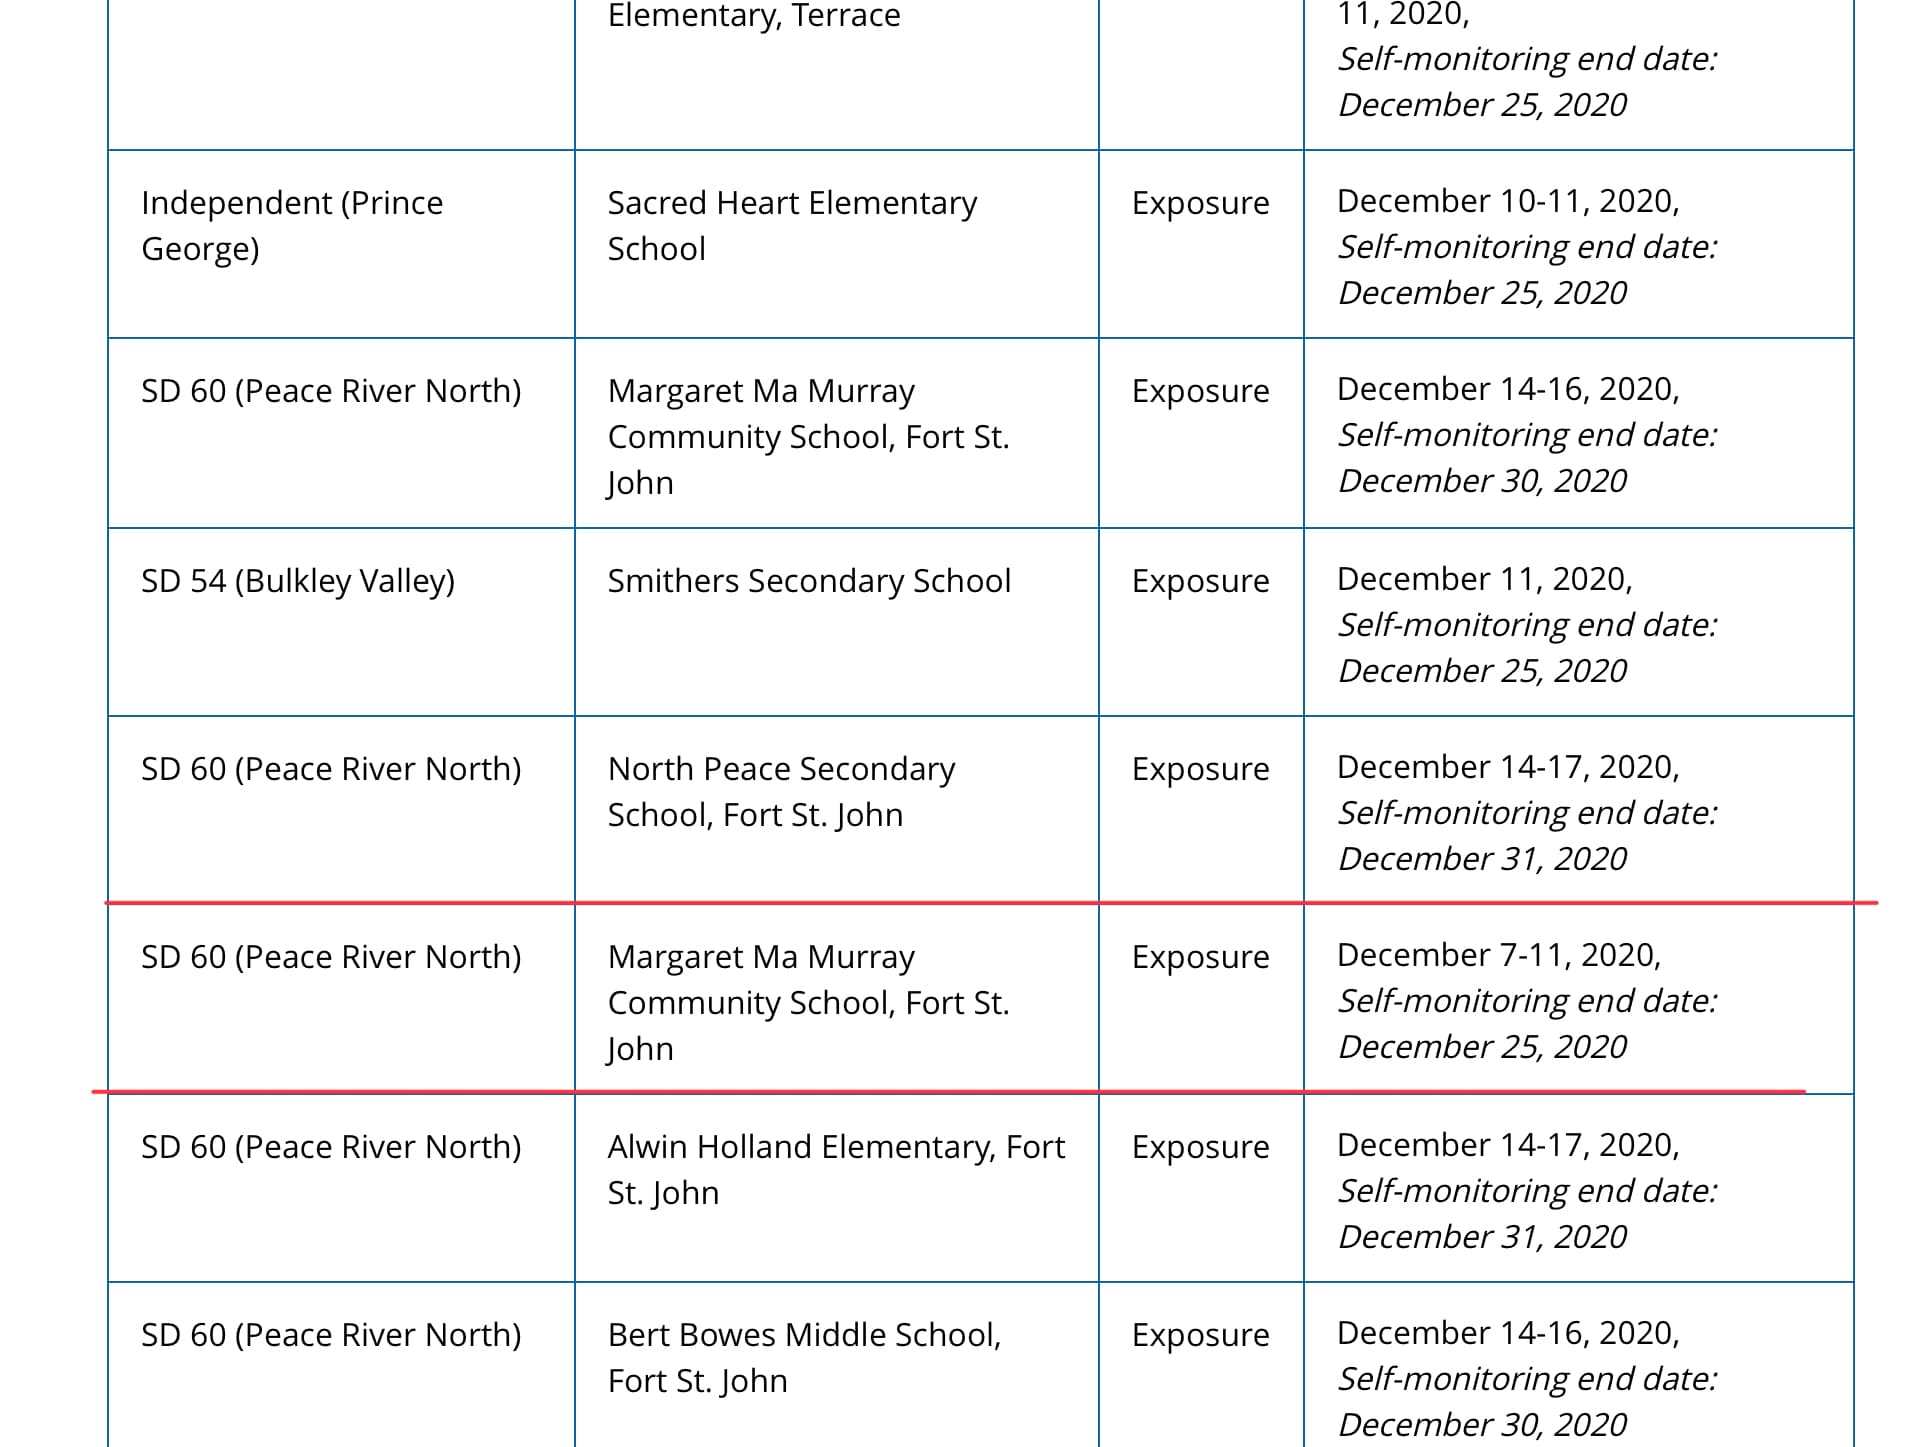 Elementary, Terrace
11, 2020,
Self-monitoring end date:
December 25, 2020
Independent (Prince
George)
Sacred Heart Elementary
School
Exposure
December 10-11, 2020,
Self-monitoring end date:
December 25, 2020
SD 60 (Peace River North)
Margaret Ma Murray
Community School, Fort St.
John
Exposure
December 14-16, 2020,
Self-monitoring end date:
December 30, 2020
SD 54 (Bulkley Valley)
Smithers Secondary School
Exposure
December 11, 2020,
Self-monitoring end date:
December 25, 2020
SD 60 (Peace River North)
North Peace Secondary
School, Fort St. John
Exposure
December 14-17, 2020,
Self-monitoring end date:
December 31, 2020
SD 60 (Peace River North)
Margaret Ma Murray
Community School, Fort St.
John
Exposure
December 7-11, 2020,
Self-monitoring end date:
December 25, 2020
SD 60 (Peace River North)
Alwin Holland Elementary, Fort
St. John
Exposure
December 14-17, 2020,
Self-monitoring end date:
December 31, 2020
SD 60 (Peace River North)
Bert Bowes Middle School,
Fort St. John
Exposure
December 14-16, 2020,
Self-monitoring end date:
December 30, 2020